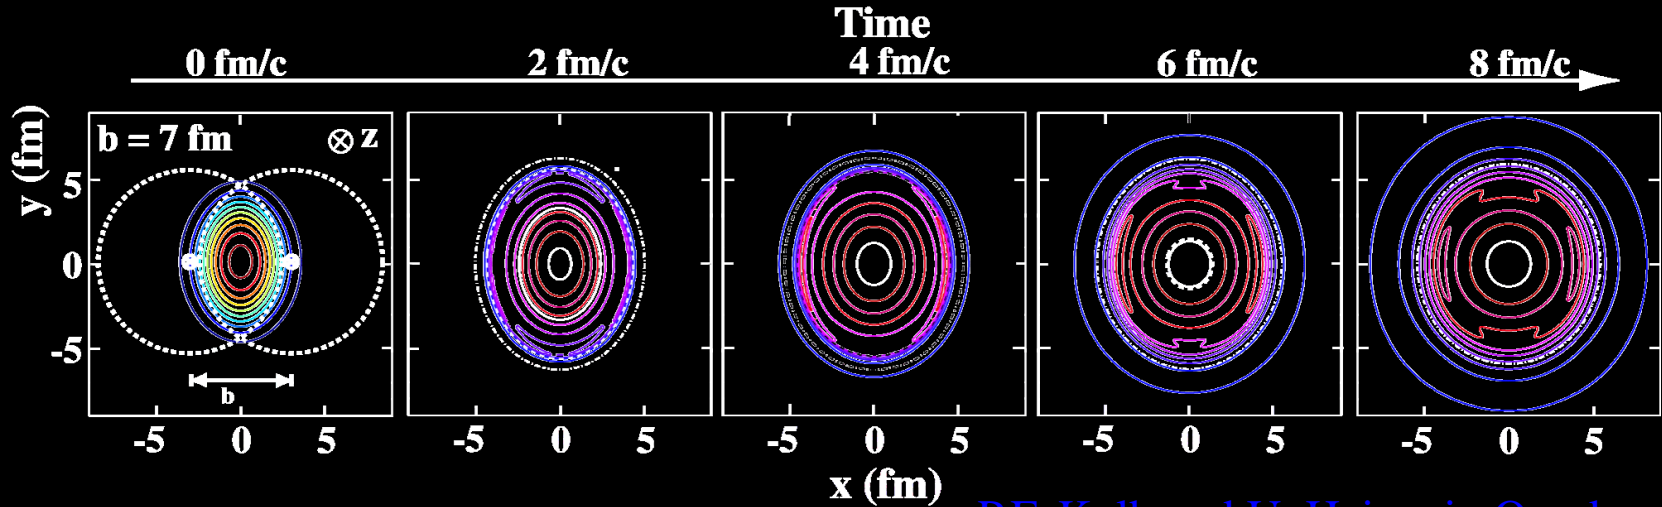 Time
0 fm/c 2 fm/c 4 fm/c 6 fm/c 8 fm/c
b = 7 fm ⊗ z
y (fm)
5
0
-5
b
-5 0 5 -5 0 5 -5 0 5 -5 0 5 -5 0 5
x (fm)